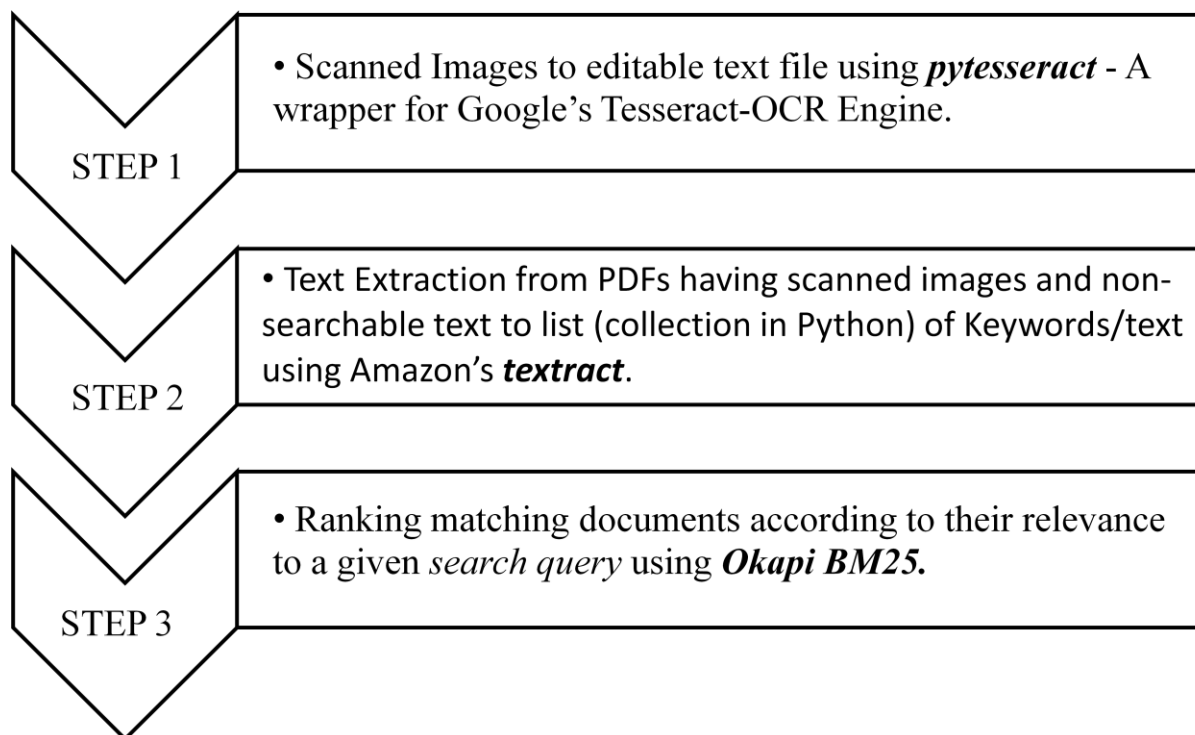 STEP 1
• Scanned Images to editable text file using pytesseract - A
wrapper for Google’s Tesseract-OCR Engine.
STEP 2
• Text Extraction from PDFs having scanned images and non-
searchable text to list (collection in Python) of Keywords/text
using Amazon’s textract.
STEP 3
• Ranking matching documents according to their relevance
to a given search query using Okapi BM25.